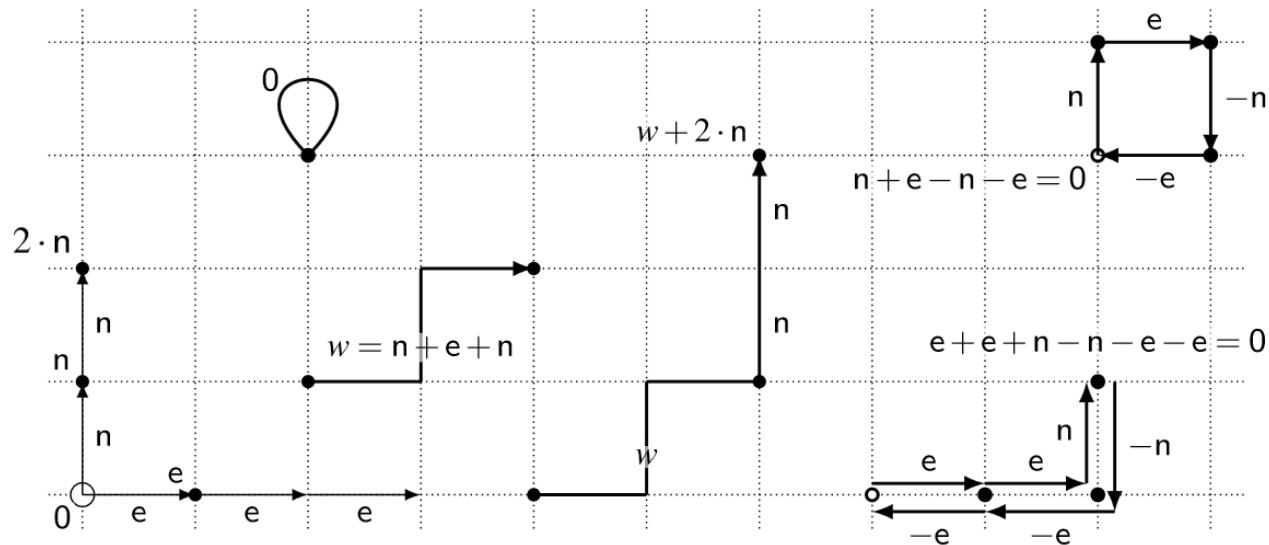 e
0
n
−n
w + 2 · n
n + e − n − e = 0
−e
n
2 · n
n
w = n + e + n
n
e + e + n − n − e − e = 0
n
n
n
−n
w
e
e
e
0
e
e
e
−e
−e